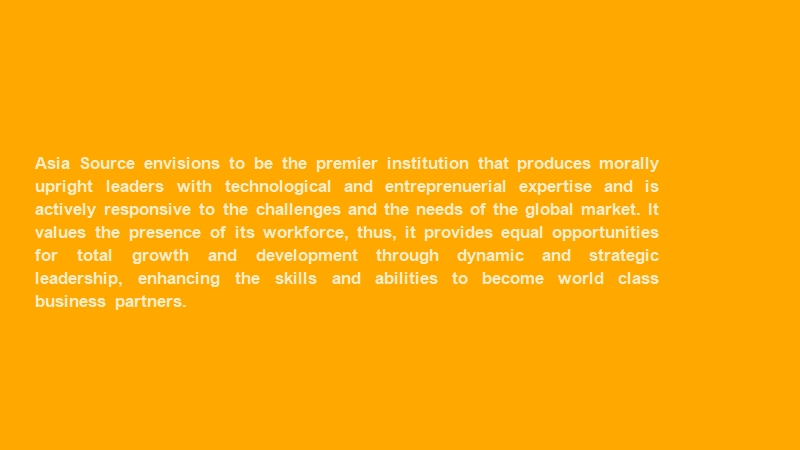 Asia Source envisions to be the premier institution that produces morally
upright leaders with technological and entreprenuerial expertise and is
actively responsive to the challenges and the needs of the global market. It
values the presence of its workforce, thus, it provides equal opportunities
for total growth and development through dynamic and strategic
leadership, enhancing the skills and abilities to become world class
business partners.